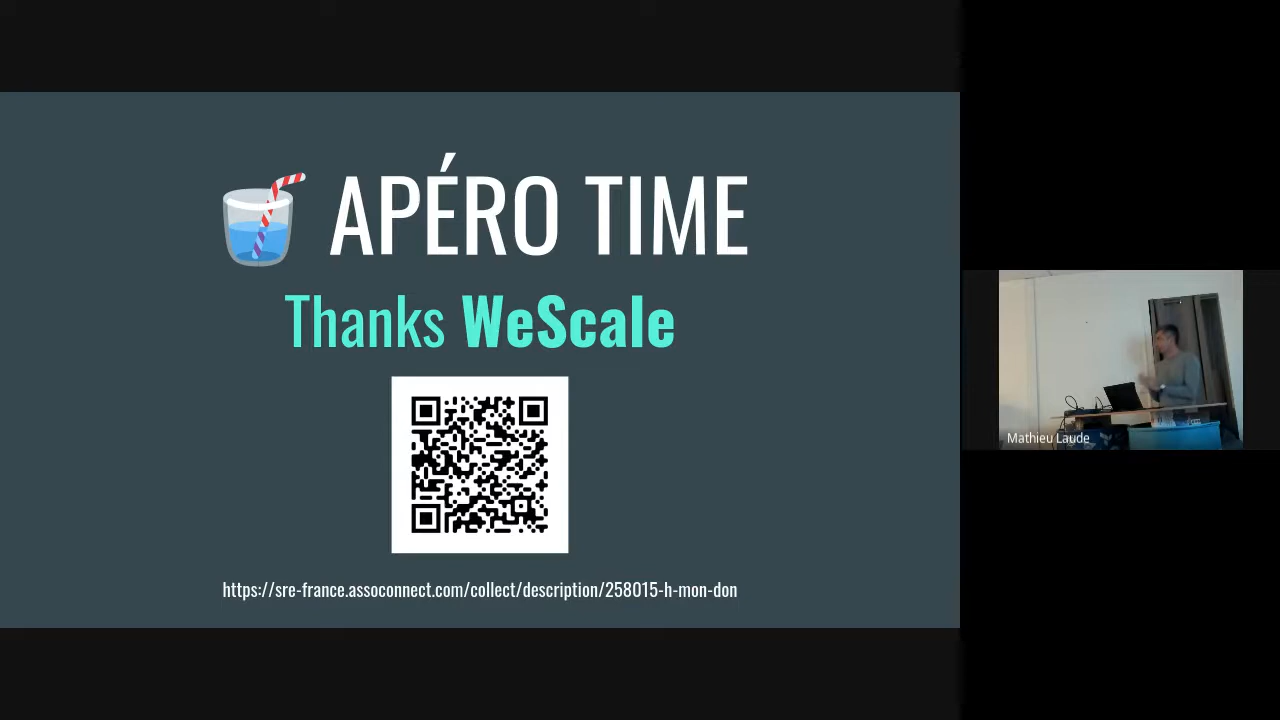 APÉRO TIME
Thanks WeScale
https://sre-france.assoconnect.com/collect/description/258015-h-mon-don
Mathieu Laude